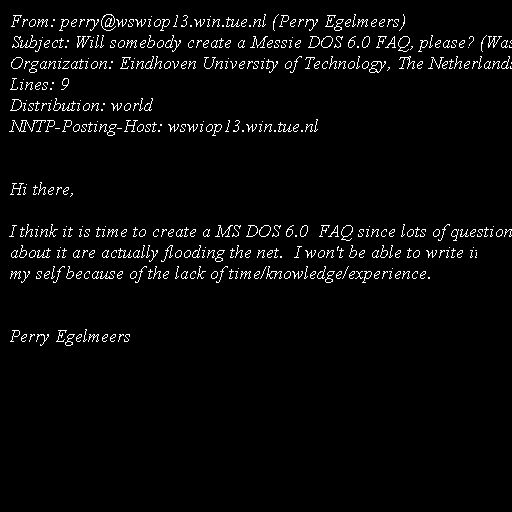 From: perry@wswiop13.win.tue.nl (Perry Egelmeers)
Subject: Will somebody create a Messie DOS 6.0 FAQ, please? (Was
Organization: Eindhoven University of Technology, The Netherlands
Lines: 9
Distribution: world
NNTP-Posting-Host: wswiop13.win.tue.nl
Hi there,
I think it is time to create a MS DOS 6.0  FAQ since lots of question
about it are actually flooding the net.  I won't be able to write
my self because of the lack of time/knowledge/experience.
Perry Egelmeers